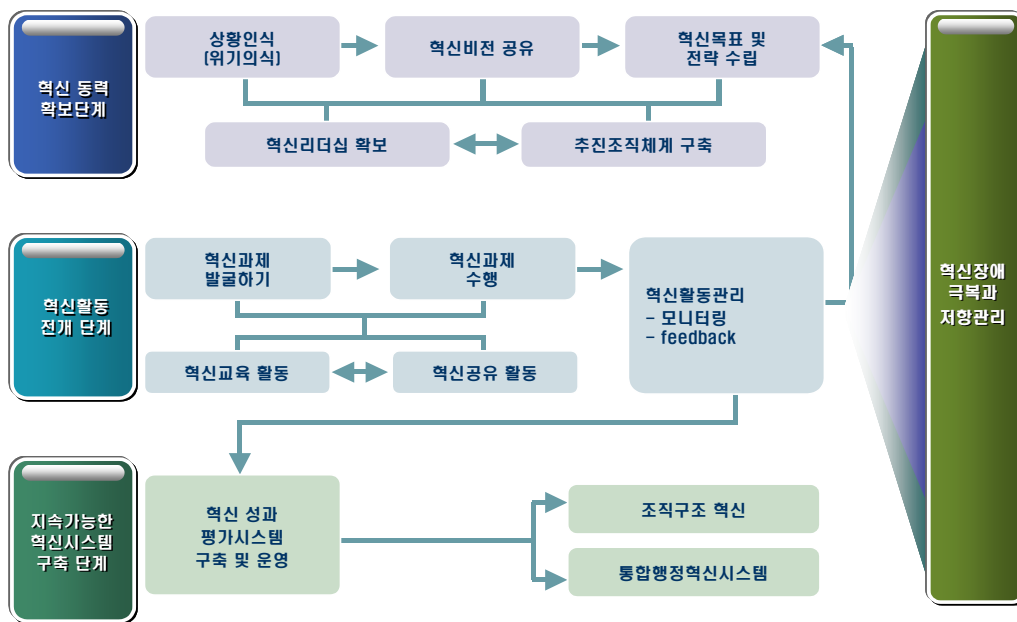 혁신 동력
확보단계
상황인식
(위기의식)
혁신비전 공유
혁신목표 및
전략 수립
혁신리더십 확보
추진조직체계 구축
혁신활동
전개 단계
혁신과제
발굴하기
혁신과제
수행
혁신활동관리
- 모니터링
- feedback
혁신교육 활동
혁신공유 활동
지속가능한
혁신시스템
구축 단계
혁신 성과
평가시스템
구축 및 운영
조직구조 혁신
통합행정혁신시스템
혁신장애
극복과
저항관리